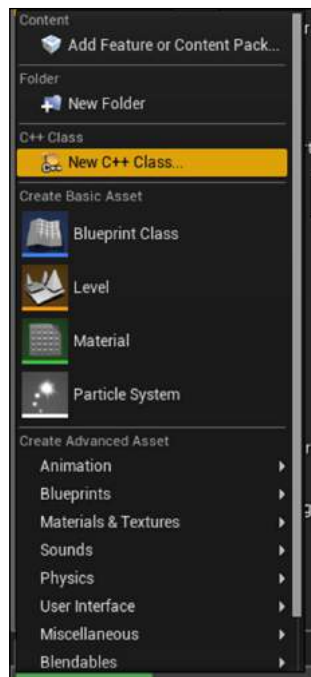 Content
Add Feature or Content Pack...
Folder
New Folder
C++ Class
New C++ Class...
Create Basic Asset
Blueprint Class
Level
Material
Particle System
Create Advanced Asset
Animation
Blueprints
Materials & Textures
Sounds
Physics
User Interface
Miscellaneous
Blendables